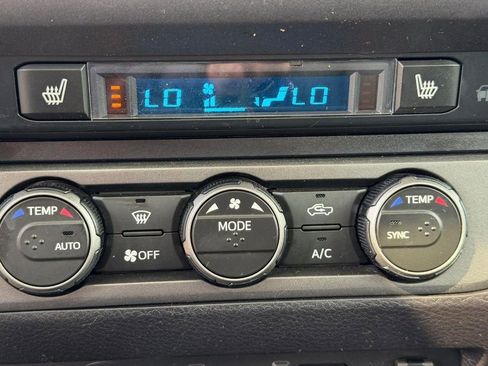 LO LO
TEMP
AUTO
OFF
MODE
A/C
TEMP
SYNC